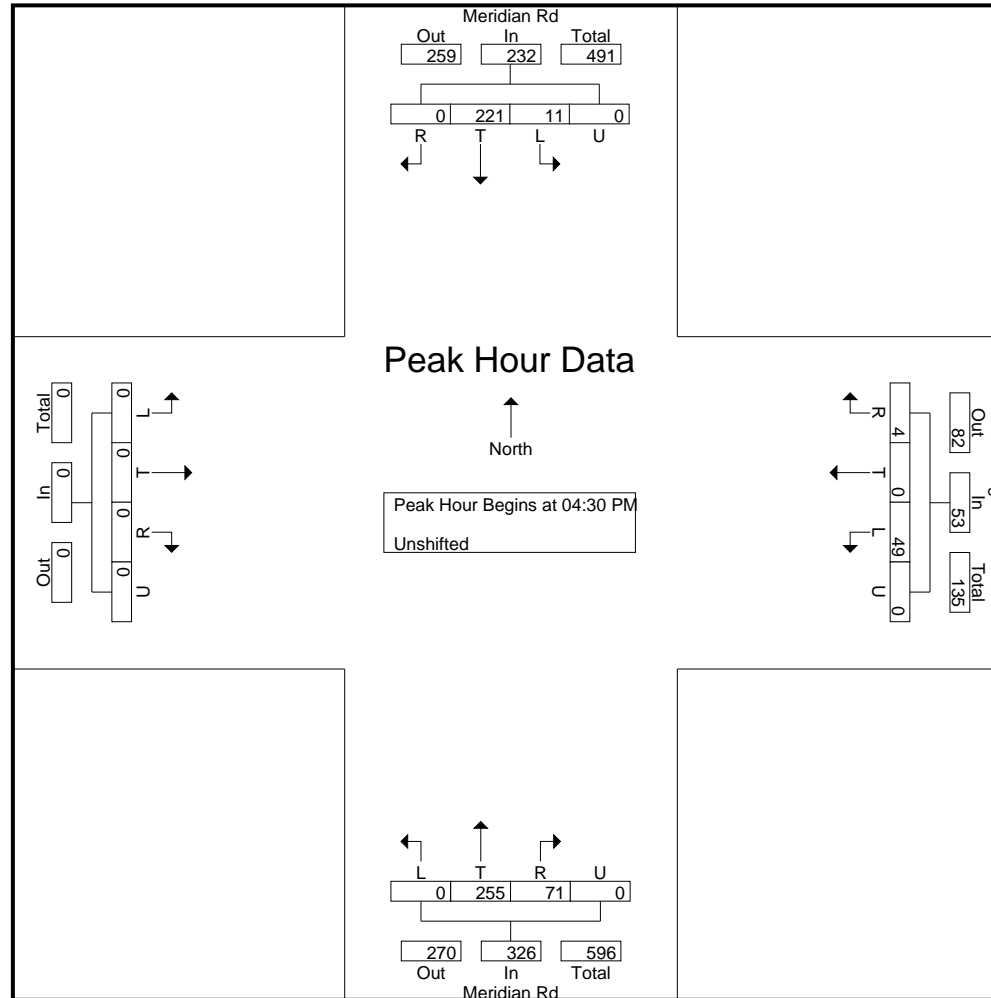 Meridian Rd
Out In Total
259 232 491
0 221 11 0
R T L U
Peak Hour Data
North
Peak Hour Begins at 04:30 PM
Unshifted
Total In Out
0 0 0
0 0 0 0
L T R U
R T L U
4 0 49 0
Out In Total
82 53 135
L T R U
0 255 71 0
270 326 596
Out In Total
Meridian Rd